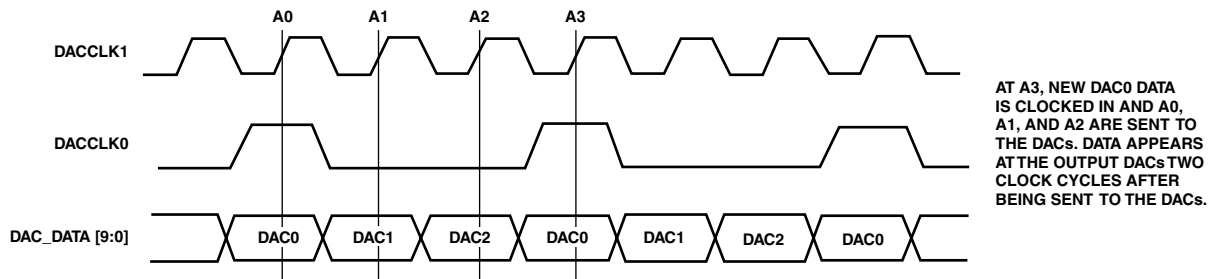 A0 A1 A2 A3
DACCLK1
DACCLK0
DAC_DATA [9:0]
DAC0 DAC1 DAC2 DAC0 DAC1 DAC2 DAC0
AT A3, NEW DAC0 DATA
IS CLOCKED IN AND A0,
A1, AND A2 ARE SENT TO
THE DACs. DATA APPEARS
AT THE OUTPUT DACs TWO
CLOCK CYCLES AFTER
BEING SENT TO THE DACs.